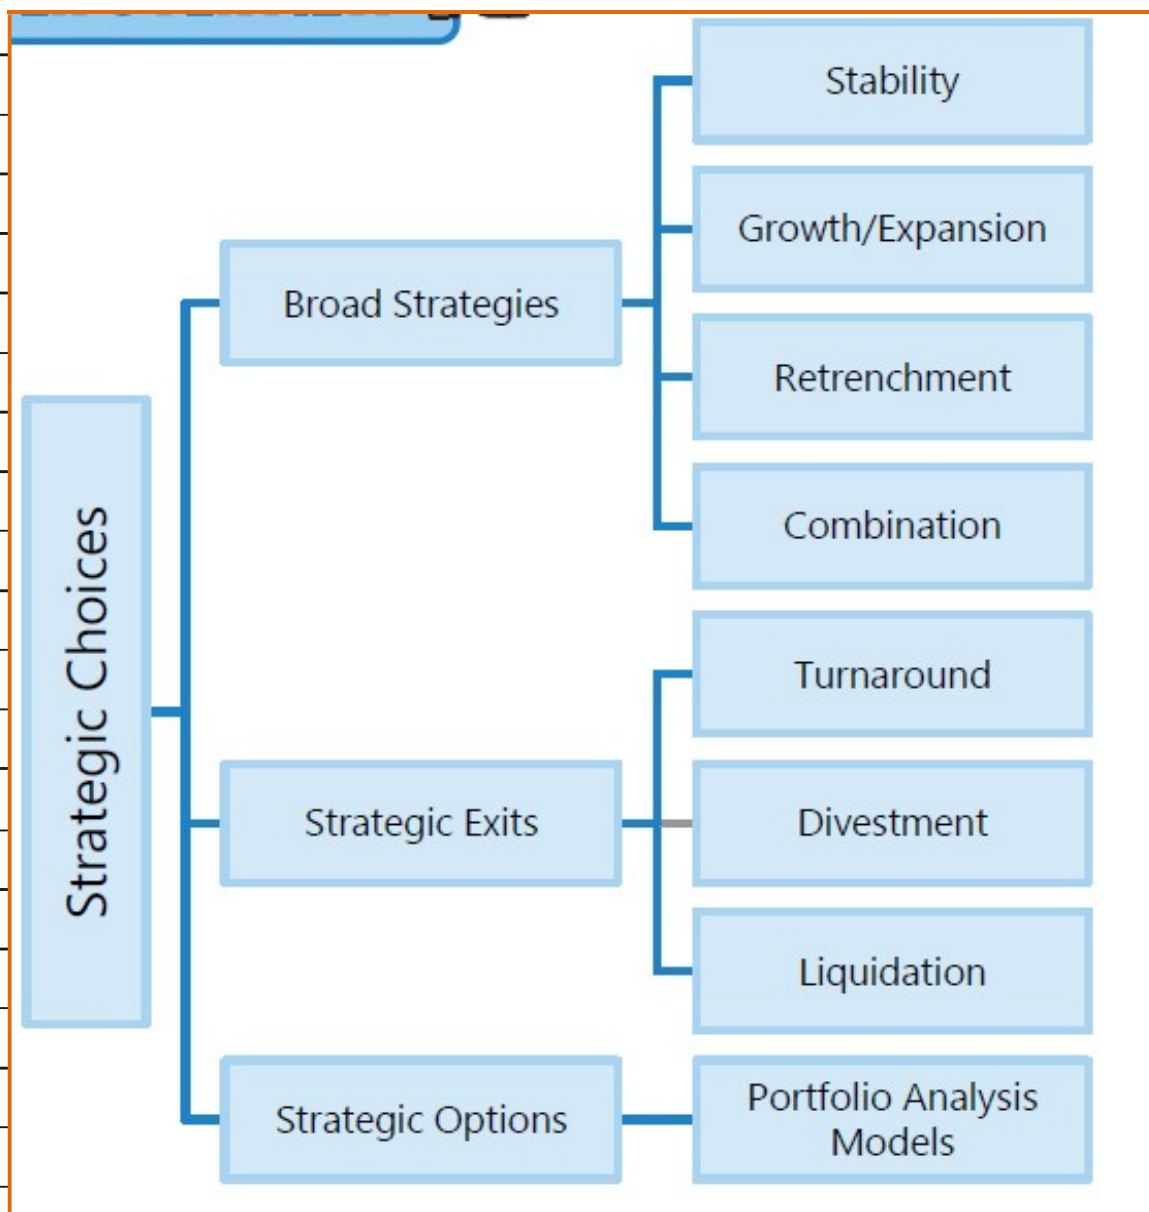 Stability
Growth/Expansion
Broad Strategies
Retrenchment
Combination
Strategic Choices
Turnaround
Strategic Exits
Divestment
Liquidation
Strategic Options
Portfolio Analysis
Models